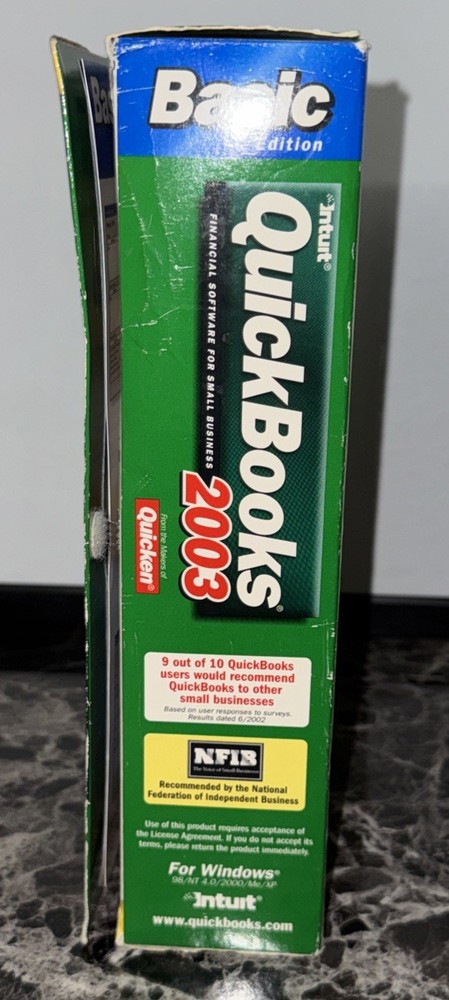 Basic
Edition
Intuit®
QuickBooks®
FINANCIAL SOFTWARE FOR SMALL BUSINESS
2003
From the Makers of
Quicken®
9 out of 10 QuickBooks
users would recommend
QuickBooks to other
small businesses
Based on user responses to surveys.
Results dated 6/2002
NFIB
The Voice of Small Business
Recommended by the National
Federation of Independent Business
Use of this product requires acceptance of
the License Agreement. If you do not accept its
terms, please return the product immediately.
For Windows®
98/NT 4.0/2000/Me/XP
Intuit®
www.quickbooks.com